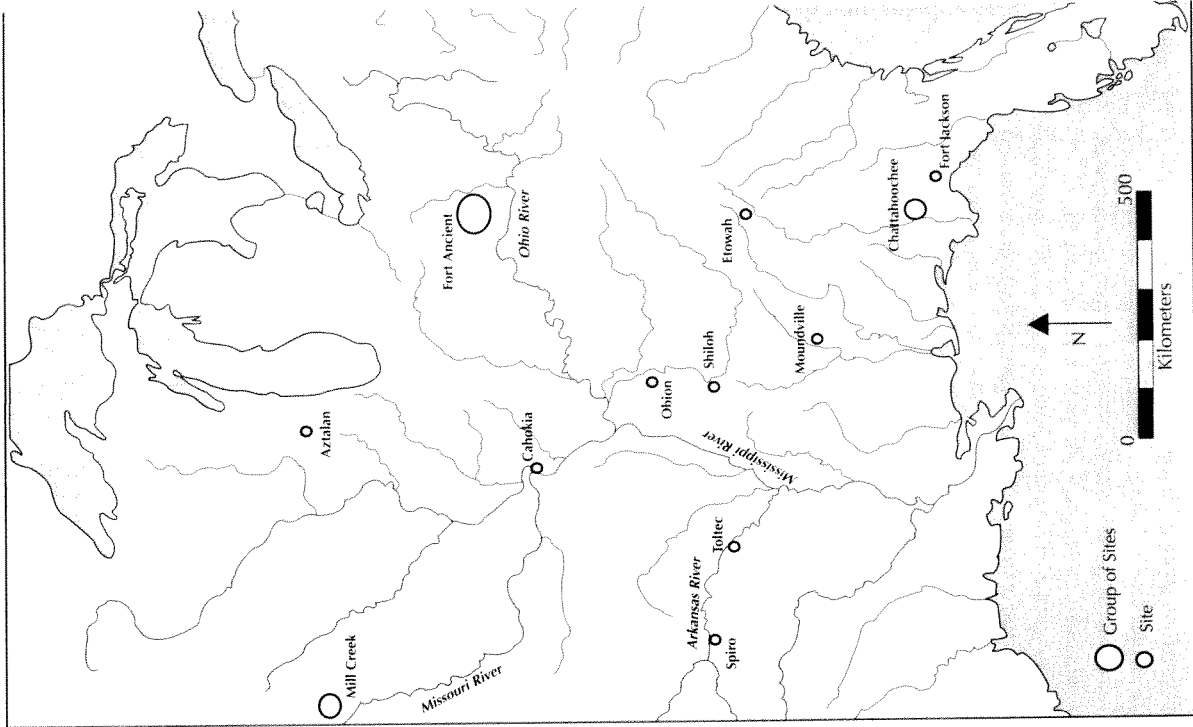 Aztalan
Mill Creek
Missouri River
Cahokia
Fort Ancient
Ohio River
Obion
Shiloh
Mississippi River
Arkansas River
Spiro
Toltec
Etowah
Moundville
Chattahoochee
Fort Jackson
Group of Sites
Site
N
0
500
Kilometers